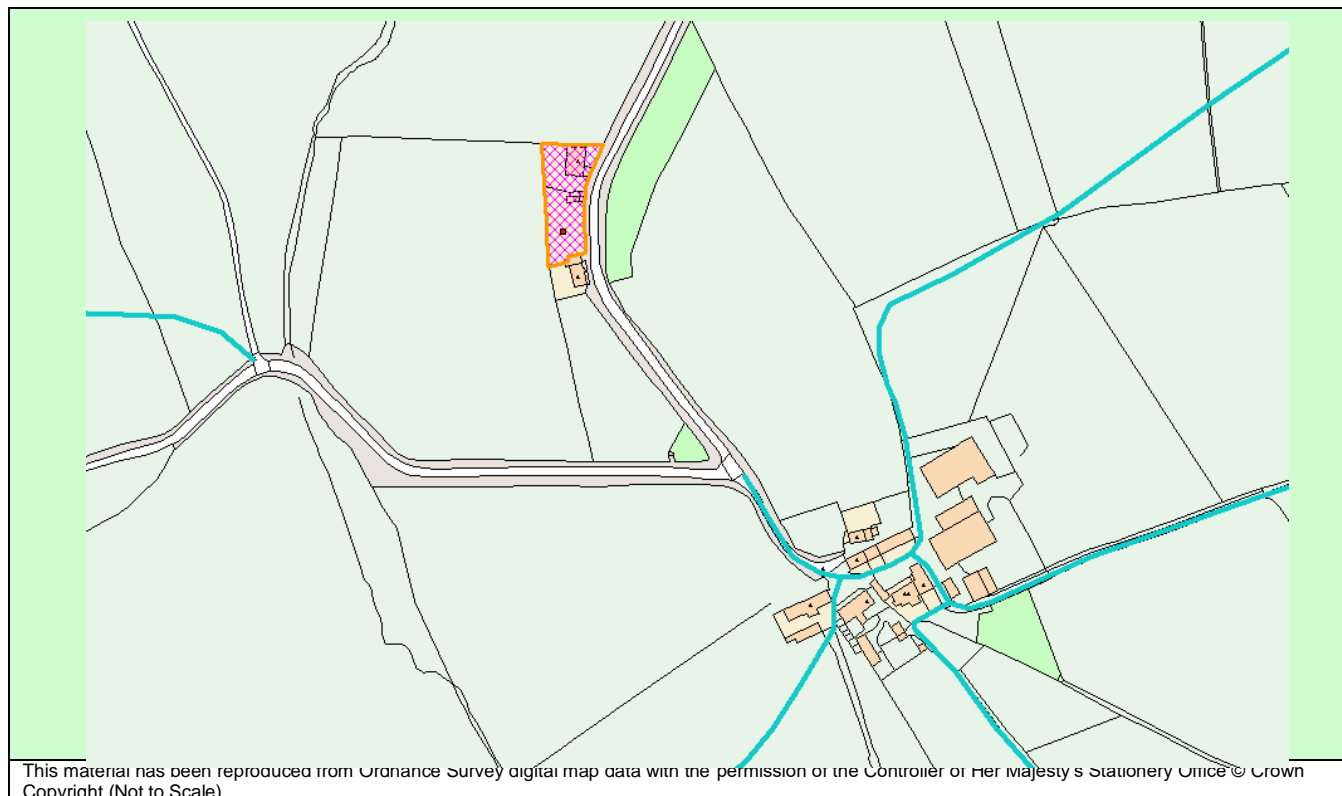 This material has been reproduced from Ordnance Survey digital map data with the permission of the Controller of Her Majesty's Stationery Office © Crown
Copyright (Not to Scale)